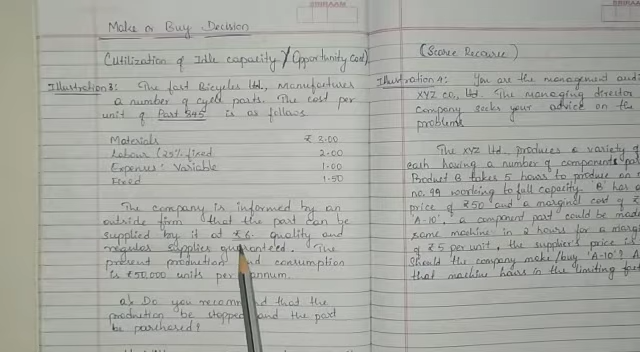 Make or Buy Decision
(Utilization of Idle capacity / Opportunity Cost)
Illustration 3: The fast Bicycles Ltd., Manufactures
a number of cycle parts. The cost per
unit of Part 345 is as follows
Materials ₹ 3.00
Labour (25% fixed 2.00
Expenses: Variable 1.00
Fixed 1.50
The company is informed by an
outside firm that the part can be
supplied by it at ₹6. quality and
regular supplier guaranteed. The
present production and consumption
is 50,000 units per annum.
a) Do you recommend that the
production be stopped and the part
be purchased?
(Scarce Recourse)
Illustration 4: You are the management audi
XYZ co., Ltd. The managing director
company seeks your advice on the
problems
The XYZ Ltd., produces a variety
each having a number of components par
Product B takes 5 hours to produce on
no. 99 working to full capacity. B has
price of ₹50 and a marginal cost of ₹
'A-10', a component part could be made
same machine in 2 hours for a marg
of ₹5 per unit, the supplier's price is
Should the company make/buy 'A-10'? A
that machine hours is the limiting fact